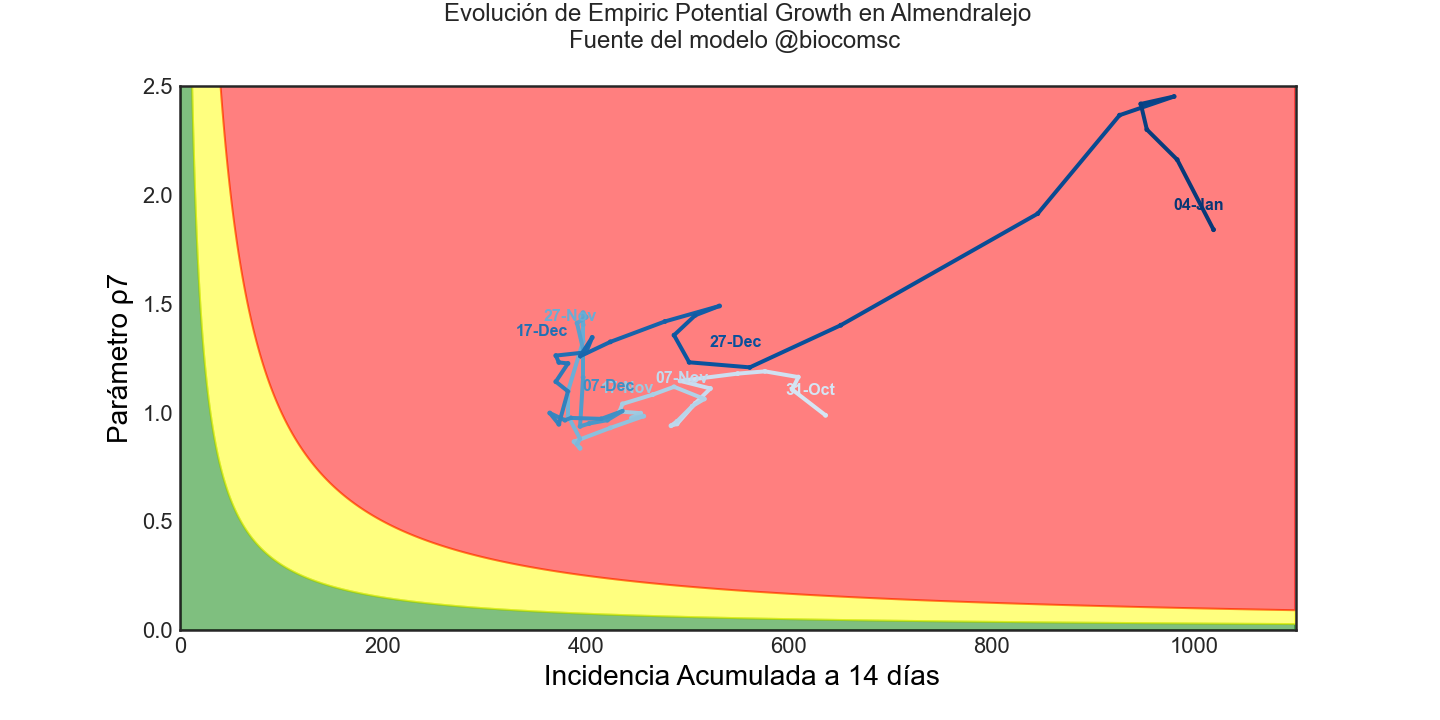 Evolución de Empiric Potential Growth en Almendralejo
Fuente del modelo @biocomsc
2.5
2.0
1.5
1.0
0.5
0.0
Parámetro ρ7
04-Jan
27-Nov
17-Dec
27-Dec
07-Nov
07-Dec
31-Oct
0
200
400
600
800
1000
Incidencia Acumulada a 14 días